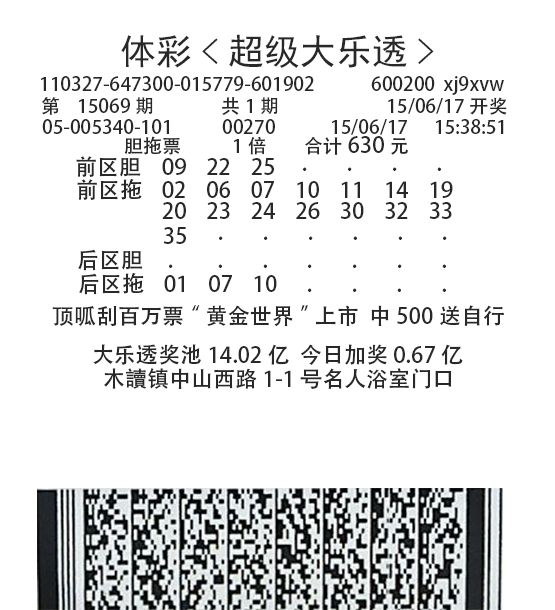 体彩＜超级大乐透＞
110327-647300-015779-601902 600200 xj9xvw
第 15069 期 共 1 期 15/06/17 开奖
05-005340-101 00270 15/06/17 15:38:51
胆拖票 1 倍 合计 630 元
前区胆 09 22 25 . . . .
前区拖 02 06 07 10 11 14 19
20 23 24 26 30 32 33
35 . . . . . .
后区胆 . . . . . . .
后区拖 01 07 10 . . . .
顶呱刮百万票“黄金世界”上市 中 500 送自行
大乐透奖池 14.02 亿 今日加奖 0.67 亿
木讀镇中山西路 1-1 号名人浴室门口